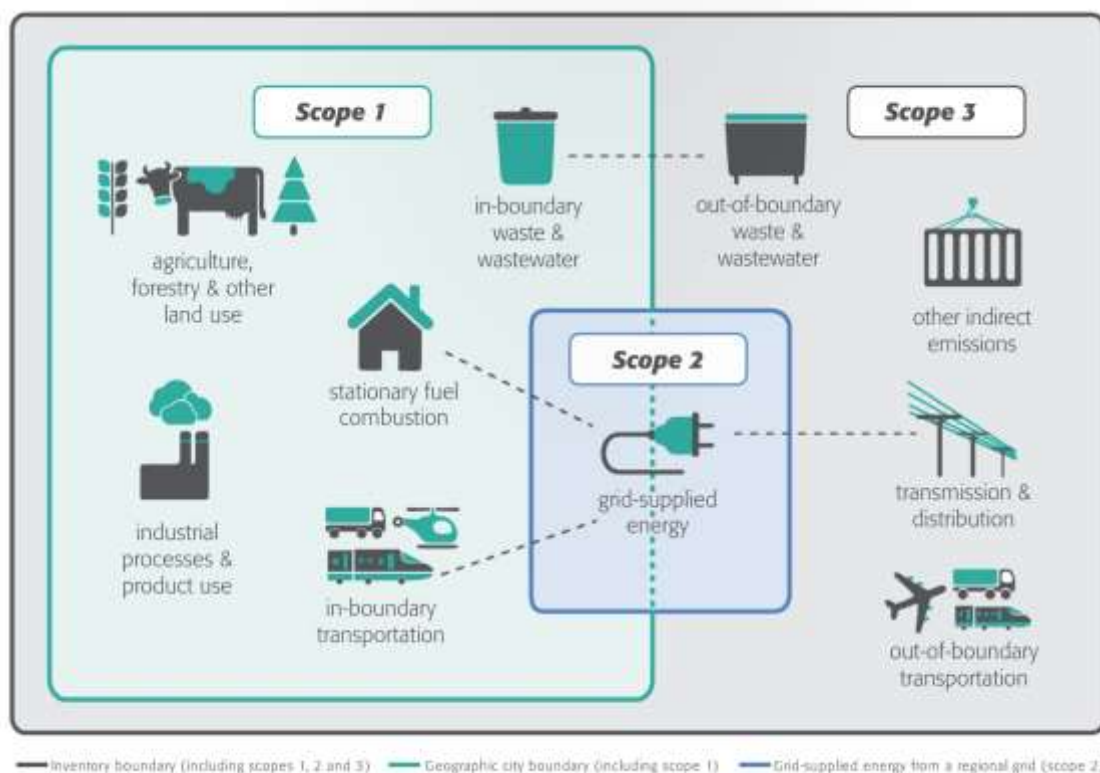 Scope 1
Scope 3
agriculture,
forestry & other
land use
in-boundary
waste &
wastewater
out-of-boundary
waste &
wastewater
other indirect
emissions
stationary fuel
combustion
Scope 2
grid-supplied
energy
transmission &
distribution
industrial
processes &
product use
in-boundary
transportation
out-of-boundary
transportation
Inventory boundary (including scopes 1, 2 and 3) Geographic city boundary (including scope 1) Grid-supplied energy from a regional grid (scope 2